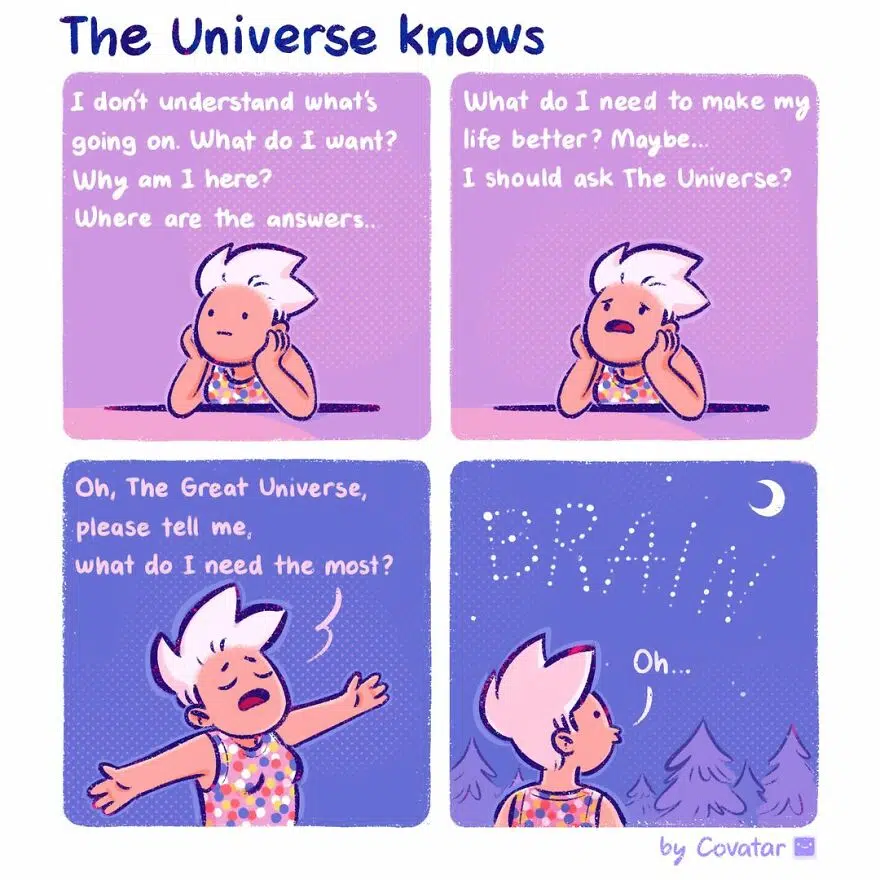 The Universe knows
I don't understand what's
going on. What do I want?
Why am I here?
Where are the answers..
What do I need to make my
life better? Maybe...
I should ask The Universe?
Oh, The Great Universe,
please tell me,
what do I need the most?
BRAIN
Oh...
by Covatar